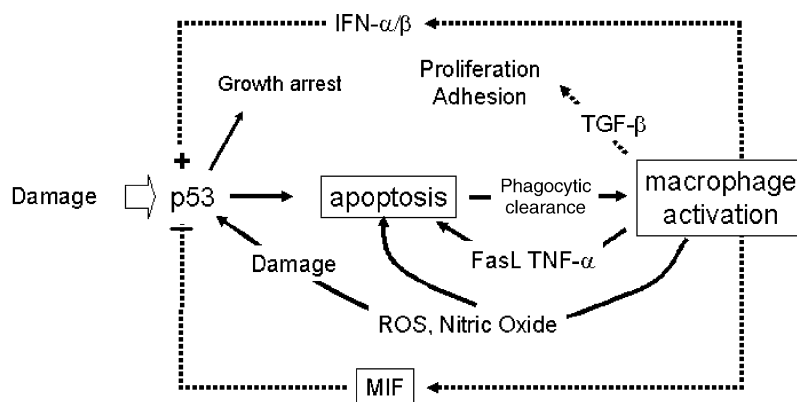 IFN-α/β
Growth arrest
Proliferation
Adhesion
TGF-β
+
Damage
p53
apoptosis
Phagocytic
clearance
macrophage
activation
Damage
FasL TNF-α
ROS, Nitric Oxide
MIF